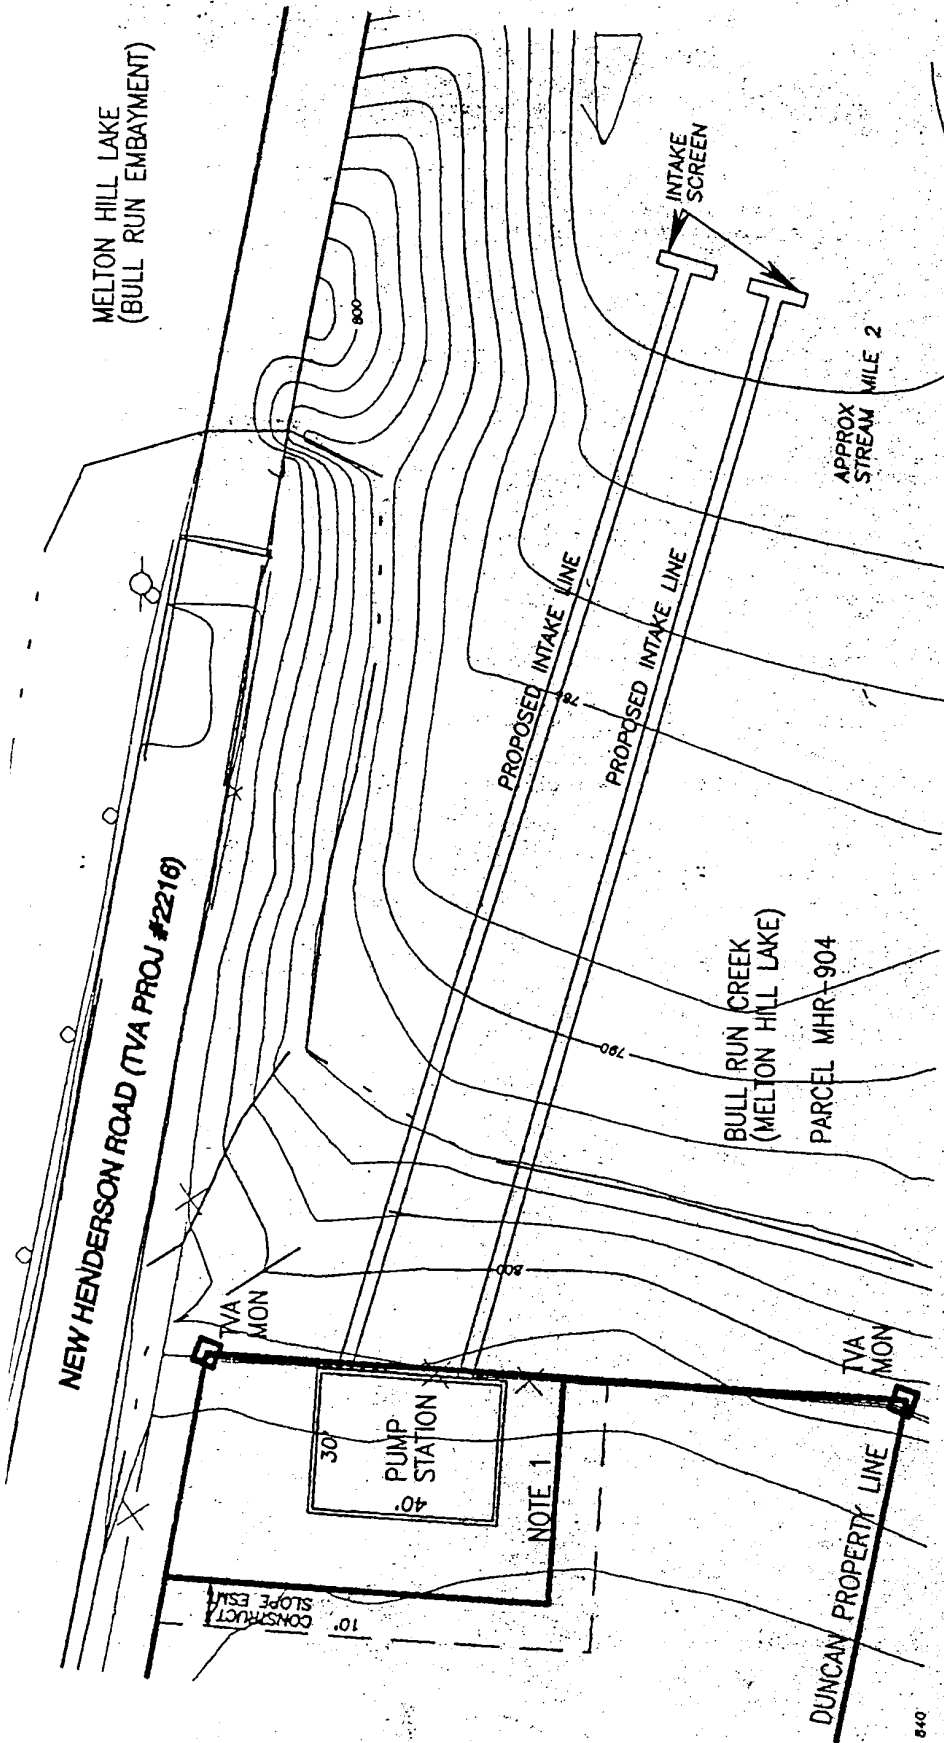 MELTON HILL LAKE
(BULL RUN EMBAYMENT)
800
INTAKE
SCREEN
APPROX
STREAM MILE 2
NEW HENDERSON ROAD (TVA PROJ #2216)
PROPOSED INTAKE LINE
PROPOSED INTAKE LINE
790
BULL RUN CREEK
(MELTON HILL LAKE)
PARCEL MHR-904
800
TVA
MON
TVA
MON
30'
40'
PUMP
STATION
NOTE 1
10'
CONSTRUCT
SLOPE ESMT
DUNCAN PROPERTY LINE
840